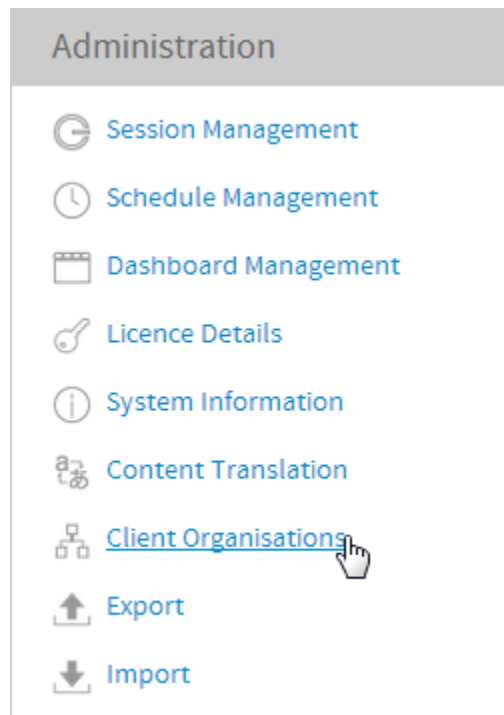 Administration
Session Management
Schedule Management
Dashboard Management
Licence Details
System Information
Content Translation
Client Organisations
Export
Import